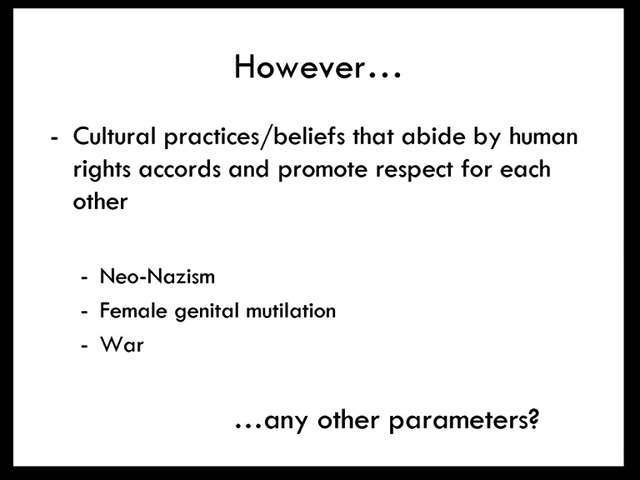 However...
- Cultural practices/beliefs that abide by human
rights accords and promote respect for each
other
- Neo-Nazism
- Female genital mutilation
- War
...any other parameters?